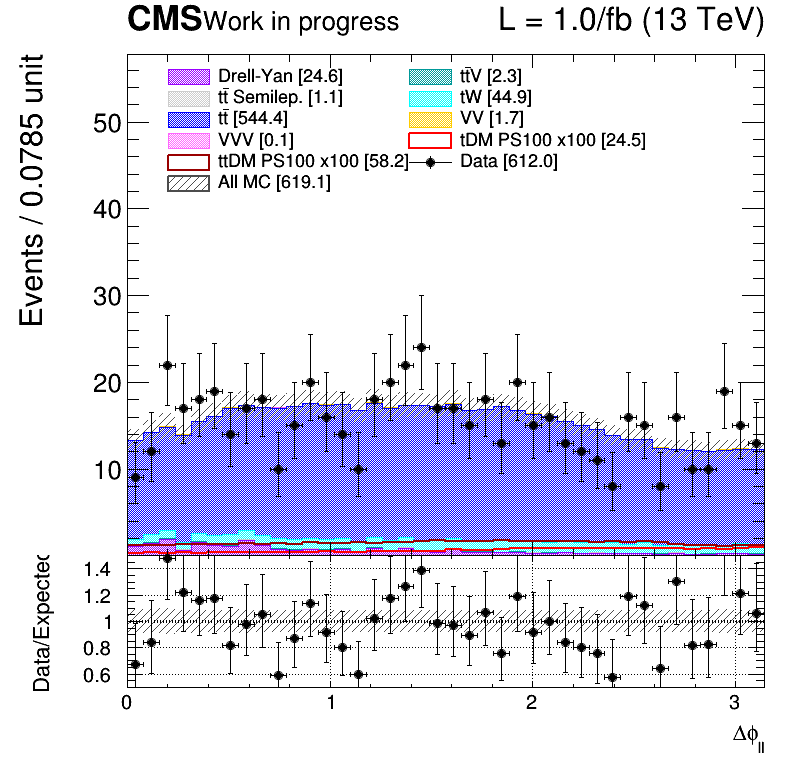 CMS Work in progress L = 1.0/fb (13 TeV)
Events / 0.0785 unit
Drell-Yan [24.6] tt̄V [2.3]
tt̄ Semilep. [1.1] tW [44.9]
tt̄ [544.4] VV [1.7]
VVV [0.1] tDM PS100 x100 [24.5]
ttDM PS100 x100 [58.2] Data [612.0]
All MC [619.1]
50
40
30
20
10
Data/Expected
1.4
1.2
1
0.8
0.6
0 1 2 3
Δϕ_ll